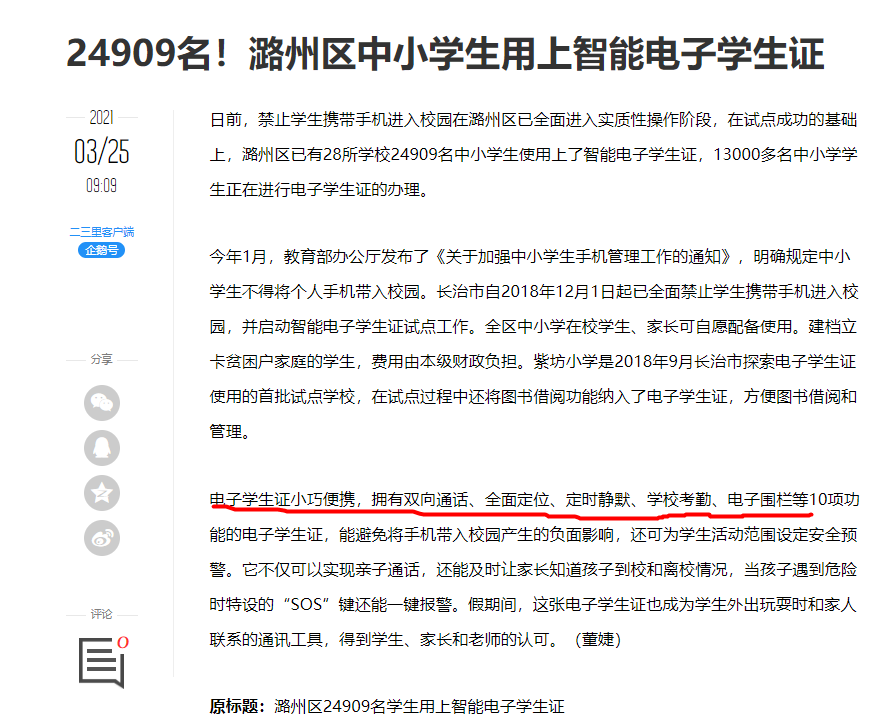 24909名！潞州区中小学生用上智能电子学生证
2021
03/25
09:09
二三里客户端
企鹅号
分享
评论
0
日前，禁止学生携带手机进入校园在潞州区已全面进入实质性操作阶段，在试点成功的基础
上，潞州区已有28所学校24909名中小学生使用上了智能电子学生证，13000多名中小学学
生正在进行电子学生证的办理。
今年1月，教育部办公厅发布了《关于加强中小学生手机管理工作的通知》，明确规定中小
学生不得将个人手机带入校园。长治市自2018年12月1日起已全面禁止学生携带手机进入校
园，并启动智能电子学生证试点工作。全区中小学在校学生、家长可自愿配备使用。建档立
卡贫困户家庭的学生，费用由本级财政负担。紫坊小学是2018年9月长治市探索电子学生证
使用的首批试点学校，在试点过程中还将图书借阅功能纳入了电子学生证，方便图书借阅和
管理。
电子学生证小巧便携，拥有双向通话、全面定位、定时静默、学校考勤、电子围栏等10项功
能的电子学生证，能避免将手机带入校园产生的负面影响，还可为学生活动范围设定安全预
警。它不仅可以实现亲子通话，还能及时让家长知道孩子到校和离校情况，当孩子遇到危险
时特设的“SOS”键还能一键报警。假期间，这张电子学生证也成为学生外出玩耍时和家人
联系的通讯工具，得到学生、家长和老师的认可。（董婕）
原标题：潞州区24909名学生用上智能电子学生证